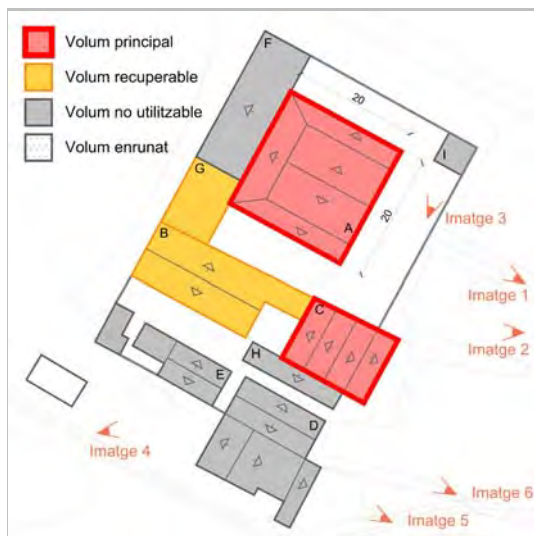 Volum principal
Volum recuperable
Volum no utilitzable
Volum enrunat
F
20
I
G
A
20
Imatge 3
B
Imatge 1
C
Imatge 2
H
E
D
Imatge 4
Imatge 6
Imatge 5